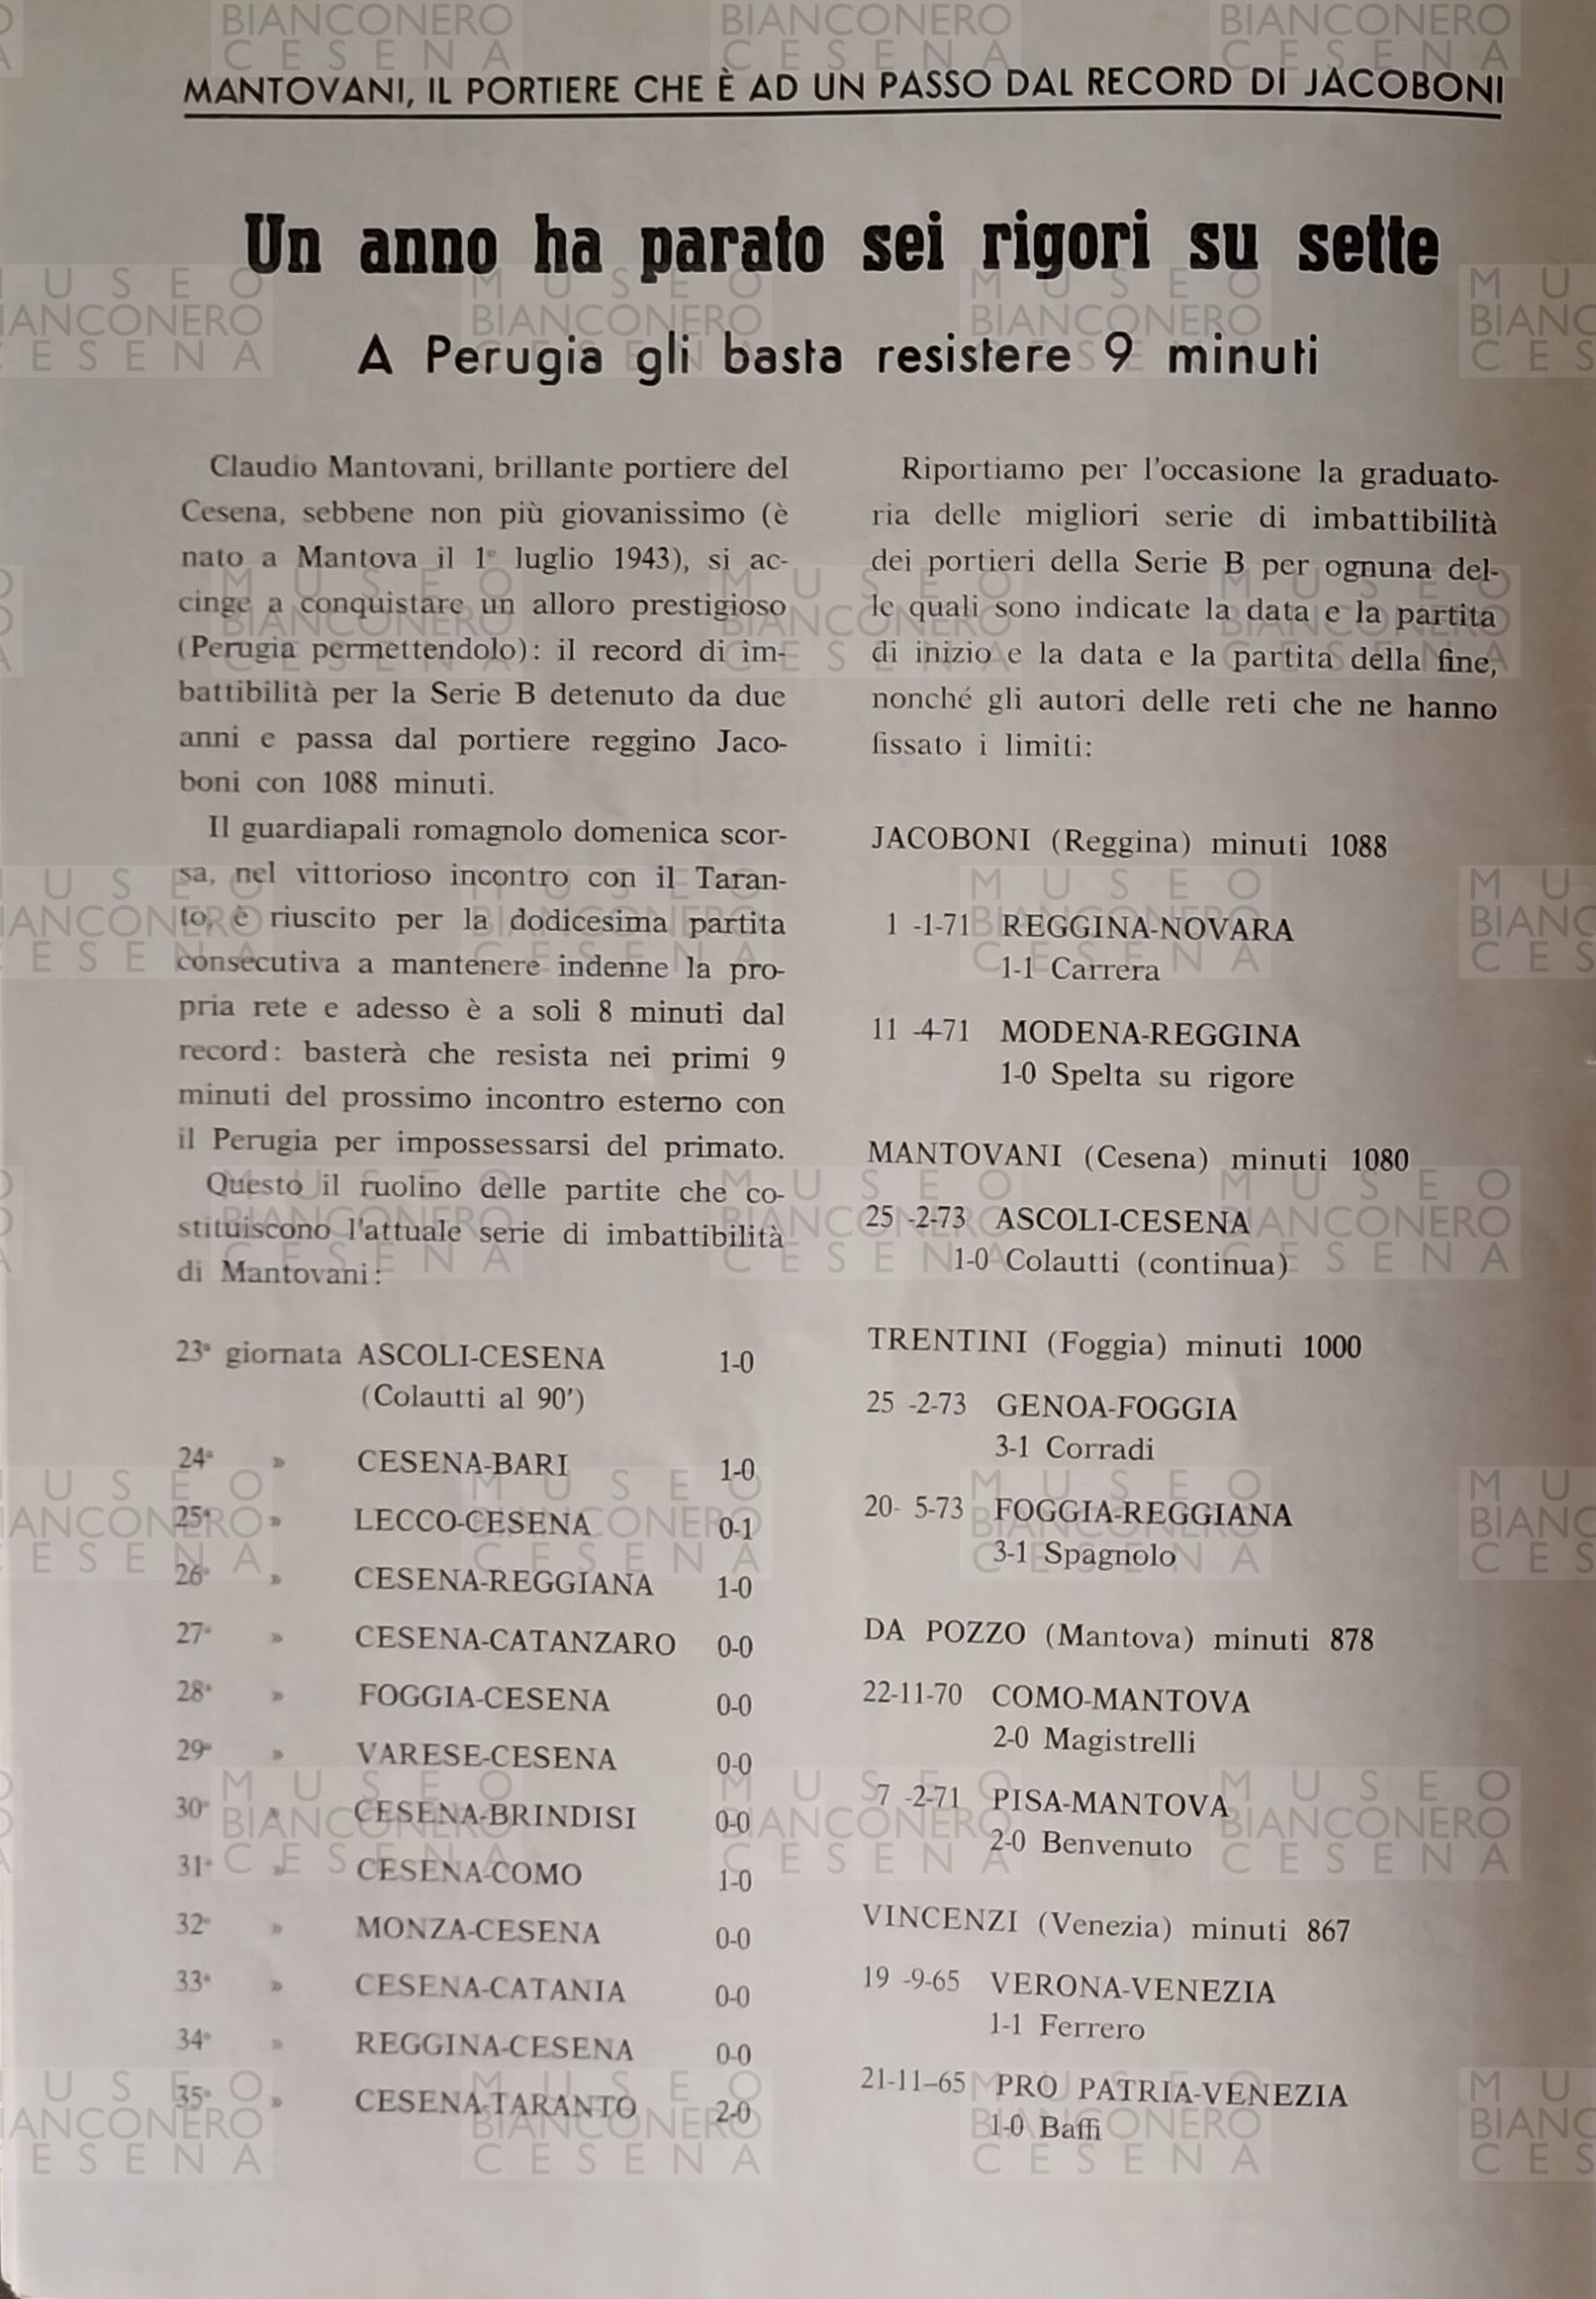 MANTOVANI, IL PORTIERE CHE È AD UN PASSO DAL RECORD DI JACOBONI
Un anno ha parato sei rigori su sette
A Perugia gli basta resistere 9 minuti
Claudio Mantovani, brillante portiere del
Cesena, sebbene non più giovanissimo (è
nato a Mantova il 1° luglio 1943), si ac-
cinge a conquistare un alloro prestigioso
(Perugia permettendolo): il record di im-
battibilità per la Serie B detenuto da due
anni e passa dal portiere reggino Jaco-
boni con 1088 minuti.
Il guardiapali romagnolo domenica scor-
sa, nel vittorioso incontro con il Taran-
to, è riuscito per la dodicesima partita
consecutiva a mantenere indenne la pro-
pria rete e adesso è a soli 8 minuti dal
record: basterà che resista nei primi 9
minuti del prossimo incontro esterno con
il Perugia per impossessarsi del primato.
Questo il ruolino delle partite che co-
stituiscono l'attuale serie di imbattibilità
di Mantovani:
23ª giornata ASCOLI-CESENA 1-0
(Colautti al 90')
24ª » CESENA-BARI 1-0
25ª » LECCO-CESENA 0-1
26ª » CESENA-REGGIANA 1-0
27ª » CESENA-CATANZARO 0-0
28ª » FOGGIA-CESENA 0-0
29ª » VARESE-CESENA 0-0
30ª » CESENA-BRINDISI 0-0
31ª » CESENA-COMO 1-0
32ª » MONZA-CESENA 0-0
33ª » CESENA-CATANIA 0-0
34ª » REGGINA-CESENA 0-0
35ª » CESENA-TARANTO 2-0
Riportiamo per l'occasione la graduato-
ria delle migliori serie di imbattibilità
dei portieri della Serie B per ognuna del-
le quali sono indicate la data e la partita
di inizio e la data e la partita della fine,
nonché gli autori delle reti che ne hanno
fissato i limiti:
JACOBONI (Reggina) minuti 1088
1 -1-71 REGGINA-NOVARA
1-1 Carrera
11 -4-71 MODENA-REGGINA
1-0 Spelta su rigore
MANTOVANI (Cesena) minuti 1080
25 -2-73 ASCOLI-CESENA
1-0 Colautti (continua)
TRENTINI (Foggia) minuti 1000
25 -2-73 GENOA-FOGGIA
3-1 Corradi
20- 5-73 FOGGIA-REGGIANA
3-1 Spagnolo
DA POZZO (Mantova) minuti 878
22-11-70 COMO-MANTOVA
2-0 Magistrelli
7 -2-71 PISA-MANTOVA
2-0 Benvenuto
VINCENZI (Venezia) minuti 867
19 -9-65 VERONA-VENEZIA
1-1 Ferrero
21-11-65 PRO PATRIA-VENEZIA
1-0 Baffi
MUSEO
BIANCONERO
CESENA